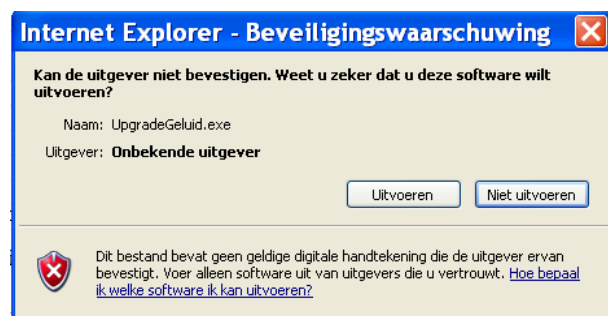 Internet Explorer - Beveiligingswaarschuwing
Kan de uitgever niet bevestigen. Weet u zeker dat u deze software wilt
uitvoeren?
Naam: UpgradeGeluid.exe
Uitgever: Onbekende uitgever
Uitvoeren Niet uitvoeren
Dit bestand bevat geen geldige digitale handtekening die de uitgever ervan
bevestigt. Voer alleen software uit van uitgevers die u vertrouwt. Hoe bepaal
ik welke software ik kan uitvoeren?